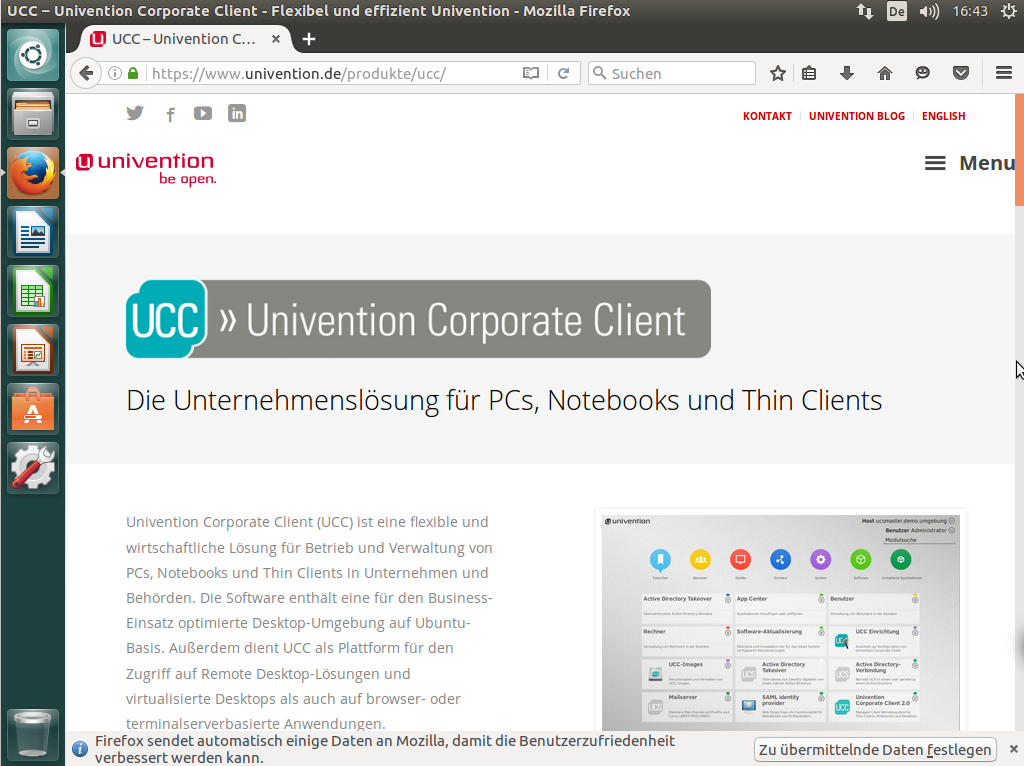 UCC – Univention Corporate Client - Flexibel und effizient Univention - Mozilla Firefox
De
16:43
UCC – Univention C...
https://www.univention.de/produkte/ucc/
Suchen
KONTAKT
UNIVENTION BLOG
ENGLISH
univention
be open.
Menu
UCC » Univention Corporate Client
Die Unternehmenslösung für PCs, Notebooks und Thin Clients
Univention Corporate Client (UCC) ist eine flexible und
wirtschaftliche Lösung für Betrieb und Verwaltung von
PCs, Notebooks und Thin Clients in Unternehmen und
Behörden. Die Software enthält eine für den Business-
Einsatz optimierte Desktop-Umgebung auf Ubuntu-
Basis. Außerdem dient UCC als Plattform für den
Zugriff auf Remote Desktop-Lösungen und
virtualisierte Desktops als auch auf browser- oder
terminalserverbasierte Anwendungen.
univention
Host ucsmaster.demo.umgebung
Benutzer Administrator
Modulsuche
Active Directory Takeover
App Center
Benutzer
Rechner
Software-Aktualisierung
UCC Einrichtung
UCC-Images
Active Directory
Takeover
Active Directory-
Verbindung
Mailserver
SAML identity
provider
Univention
Corporate Client 2.0
Firefox sendet automatisch einige Daten an Mozilla, damit die Benutzerzufriedenheit
verbessert werden kann.
Zu übermittelnde Daten festlegen